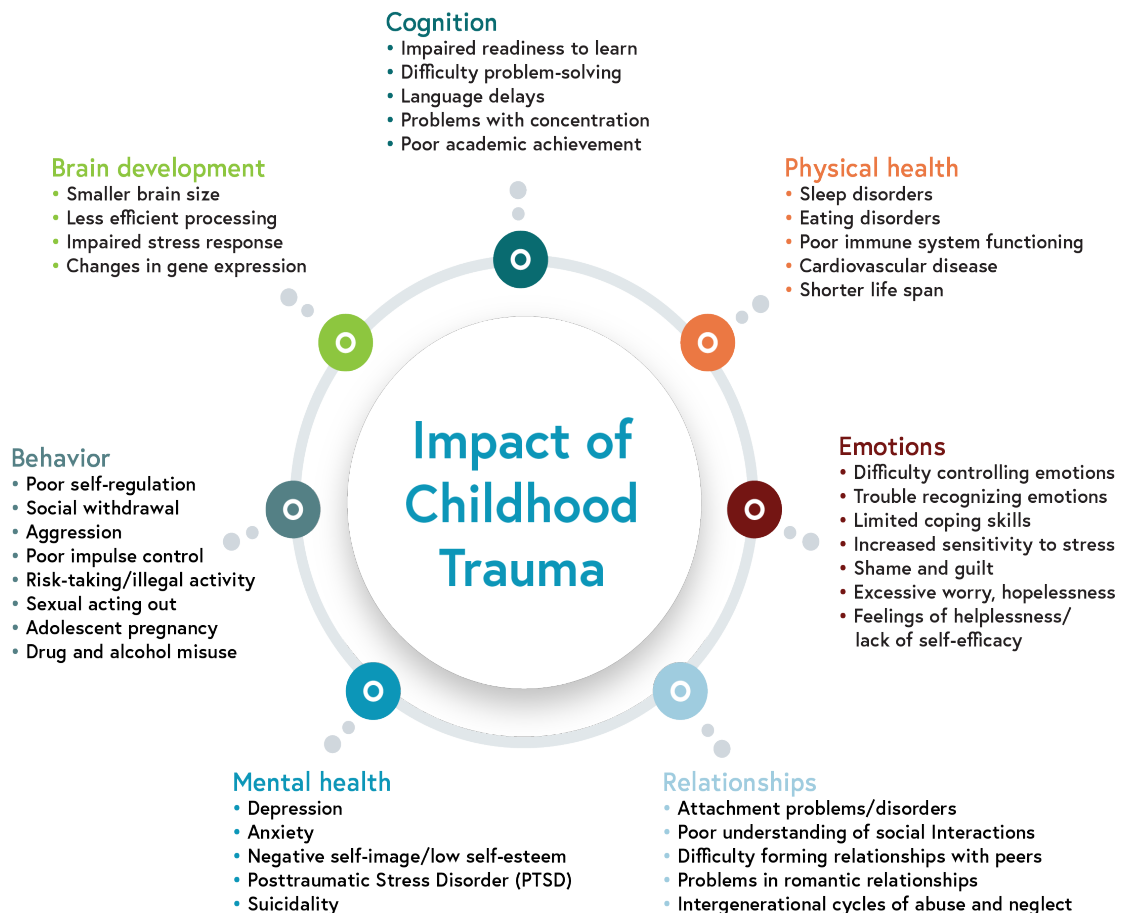 Cognition
• Impaired readiness to learn
• Difficulty problem-solving
• Language delays
• Problems with concentration
• Poor academic achievement
Brain development
• Smaller brain size
• Less efficient processing
• Impaired stress response
• Changes in gene expression
Physical health
• Sleep disorders
• Eating disorders
• Poor immune system functioning
• Cardiovascular disease
• Shorter life span
Impact of
Childhood
Trauma
Behavior
• Poor self-regulation
• Social withdrawal
• Aggression
• Poor impulse control
• Risk-taking/illegal activity
• Sexual acting out
• Adolescent pregnancy
• Drug and alcohol misuse
Emotions
• Difficulty controlling emotions
• Trouble recognizing emotions
• Limited coping skills
• Increased sensitivity to stress
• Shame and guilt
• Excessive worry, hopelessness
• Feelings of helplessness/
lack of self-efficacy
Mental health
• Depression
• Anxiety
• Negative self-image/low self-esteem
• Posttraumatic Stress Disorder (PTSD)
• Suicidality
Relationships
• Attachment problems/disorders
• Poor understanding of social Interactions
• Difficulty forming relationships with peers
• Problems in romantic relationships
• Intergenerational cycles of abuse and neglect